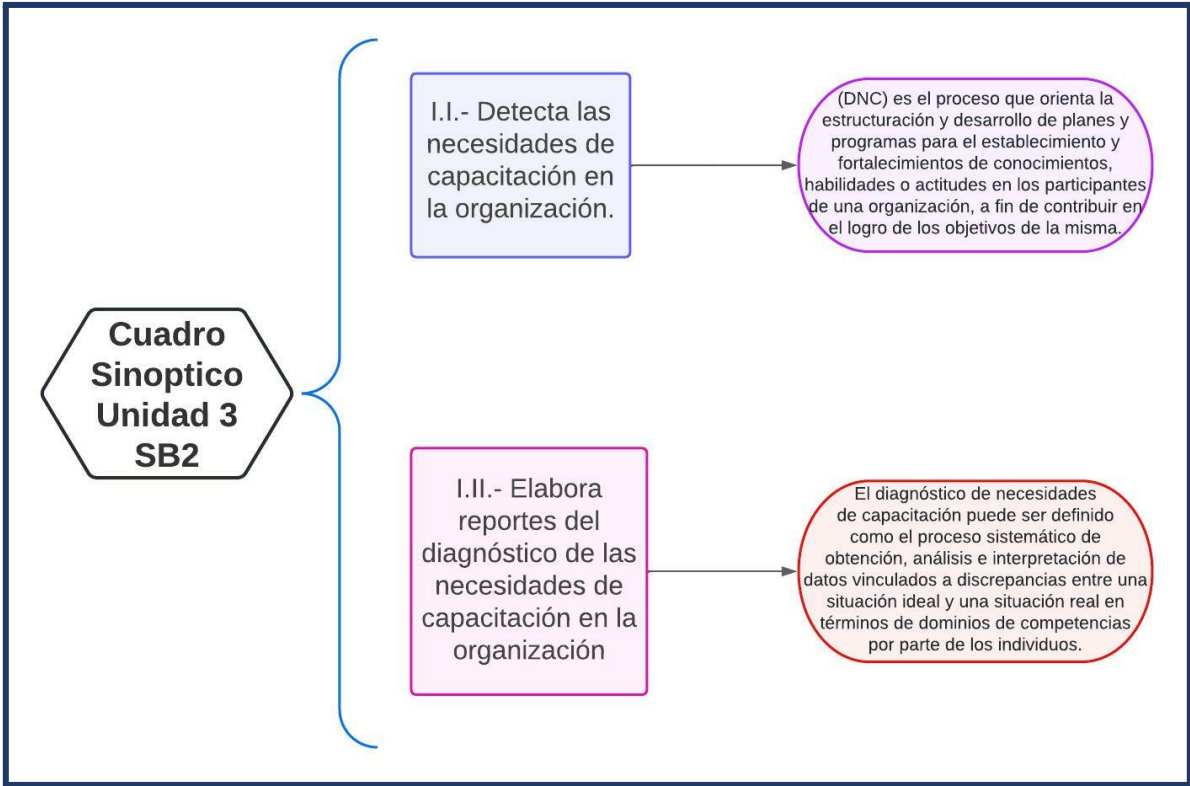 Cuadro
Sinoptico
Unidad 3
SB2
I.I.- Detecta las
necesidades de
capacitación en
la organización.
(DNC) es el proceso que orienta la
estructuración y desarrollo de planes y
programas para el establecimiento y
fortalecimientos de conocimientos,
habilidades o actitudes en los participantes
de una organización, a fin de contribuir en
el logro de los objetivos de la misma.
I.II.- Elabora
reportes del
diagnóstico de las
necesidades de
capacitación en la
organización
El diagnóstico de necesidades
de capacitación puede ser definido
como el proceso sistemático de
obtención, análisis e interpretación de
datos vinculados a discrepancias entre una
situación ideal y una situación real en
términos de dominios de competencias
por parte de los individuos.